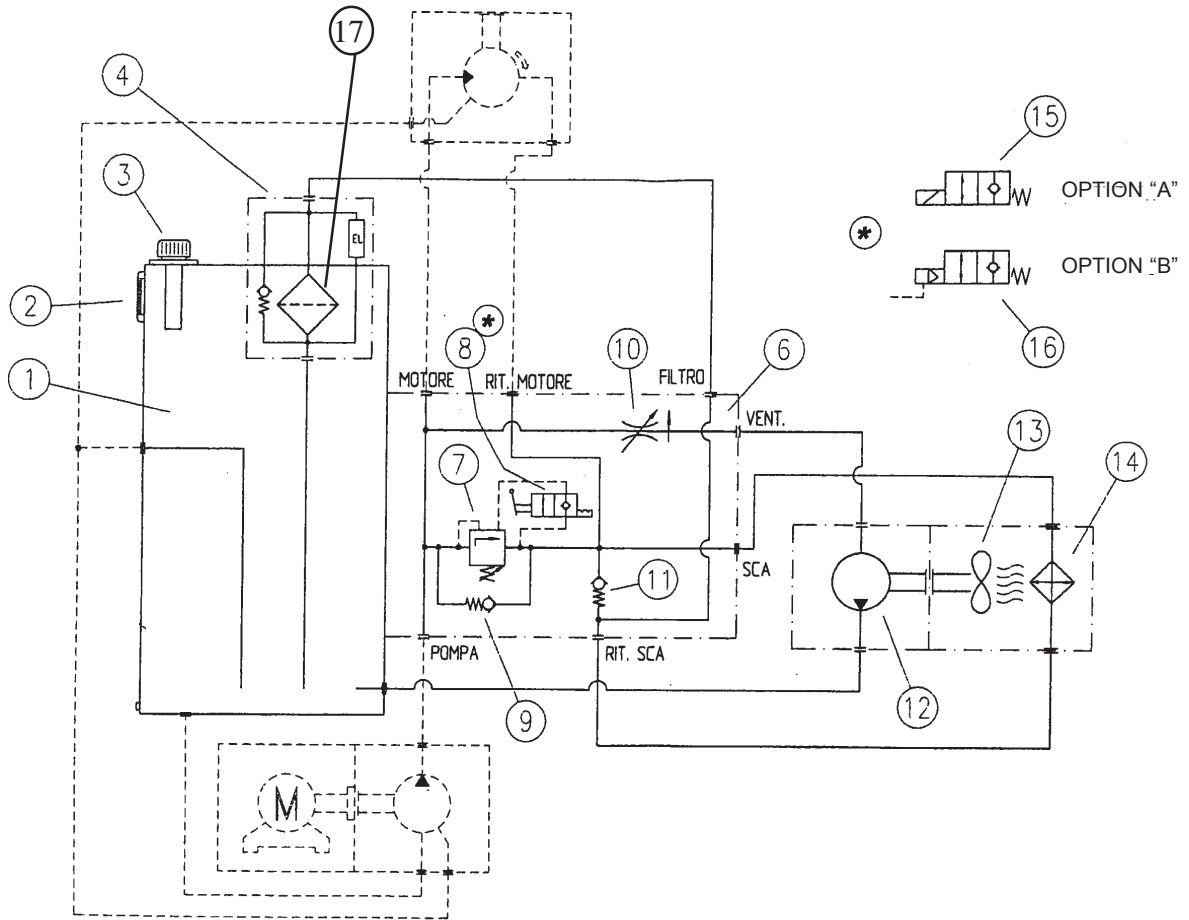 17
4
15
OPTION "A"
3
EL
*
OPTION "B"
2
*
16
8
10
6
1
MOTORE
RIT. MOTORE
FILTRO
VENT.
13
14
7
SCA
11
POMPA
RIT. SCA
9
12
M